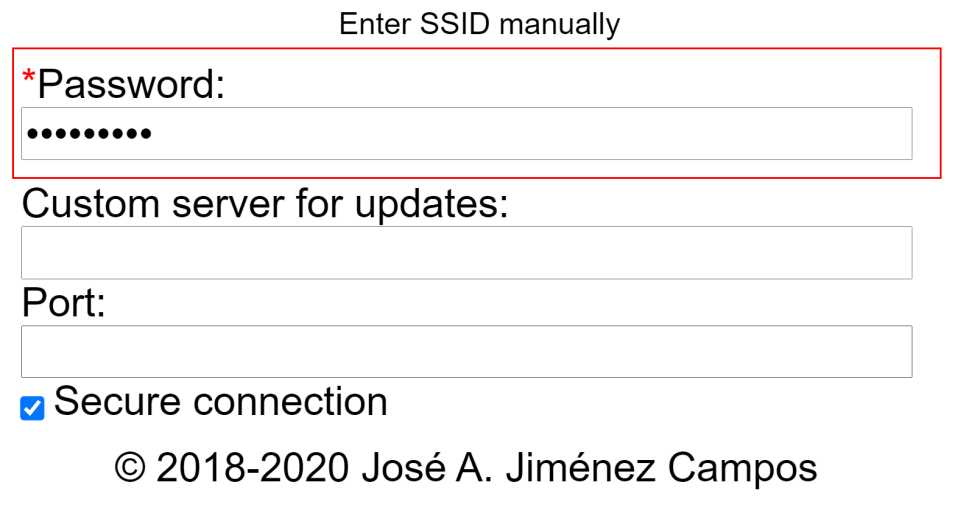 Enter SSID manually
*Password:
•••••••••
Custom server for updates:
Port:
Secure connection
© 2018-2020 José A. Jiménez Campos